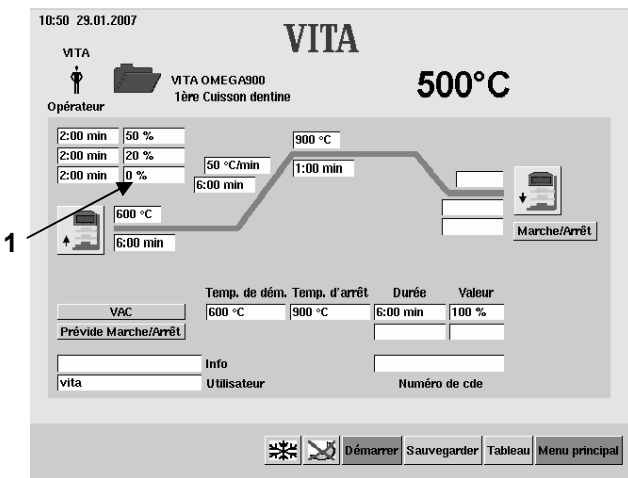 10:50 29.01.2007
VITA
VITA
500°C
VITA OMEGA900
1ère Cuisson dentine
Opérateur
2:00 min 50 %
2:00 min 20 %
2:00 min 0 %
50 °C/min
6:00 min
900 °C
1:00 min
600 °C
6:00 min
Marche/Arrêt
1
Temp. de dém. Temp. d'arrêt Durée Valeur
VAC 600 °C 900 °C 6:00 min 100 %
Prévide Marche/Arrêt
Info
vita Utilisateur Numéro de cde
Démarrer Sauvegarder Tableau Menu principal